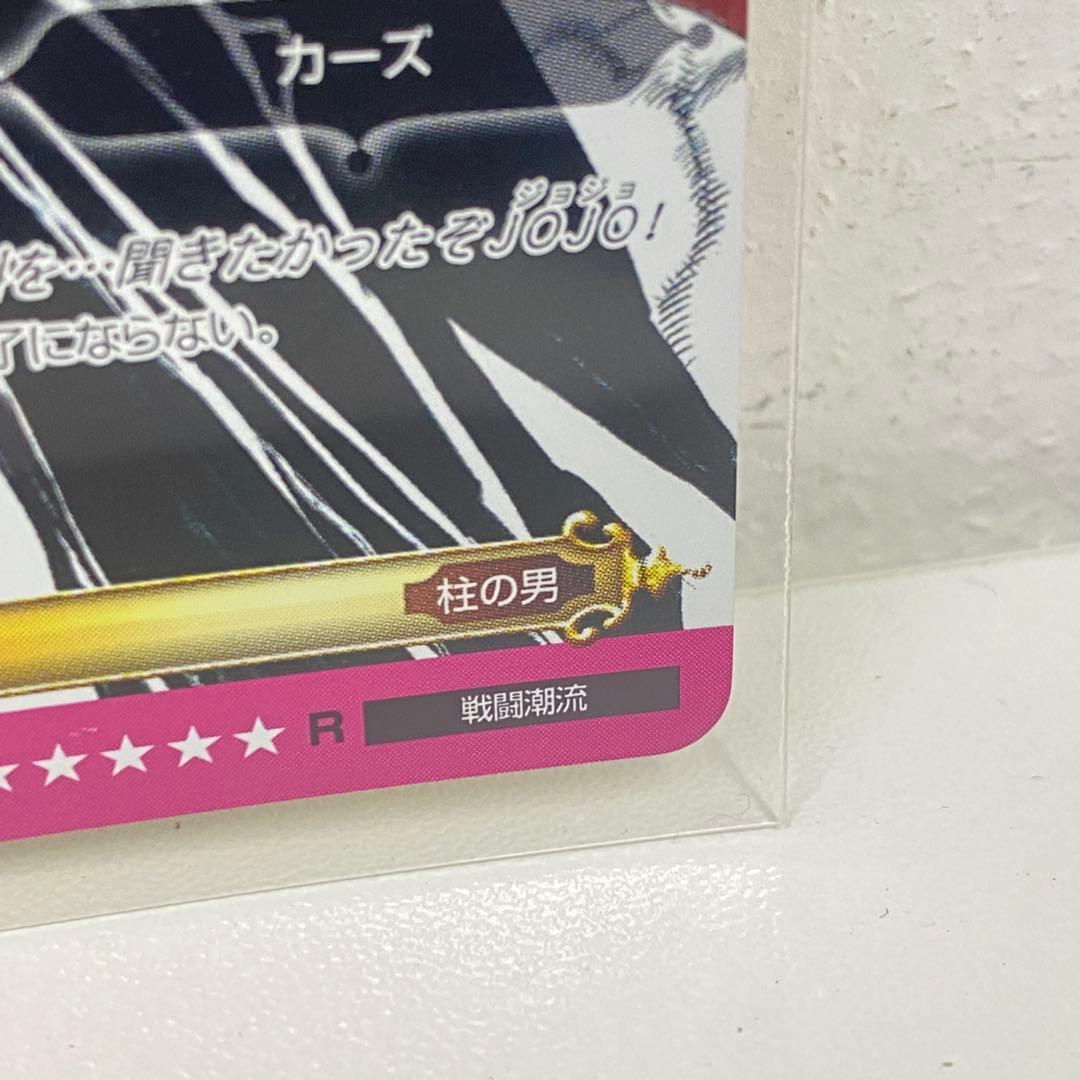 カーズ
を…聞きたかったぞJOJO!
ジョジョ
にならない。
柱の男
★★★★ R 戦闘潮流